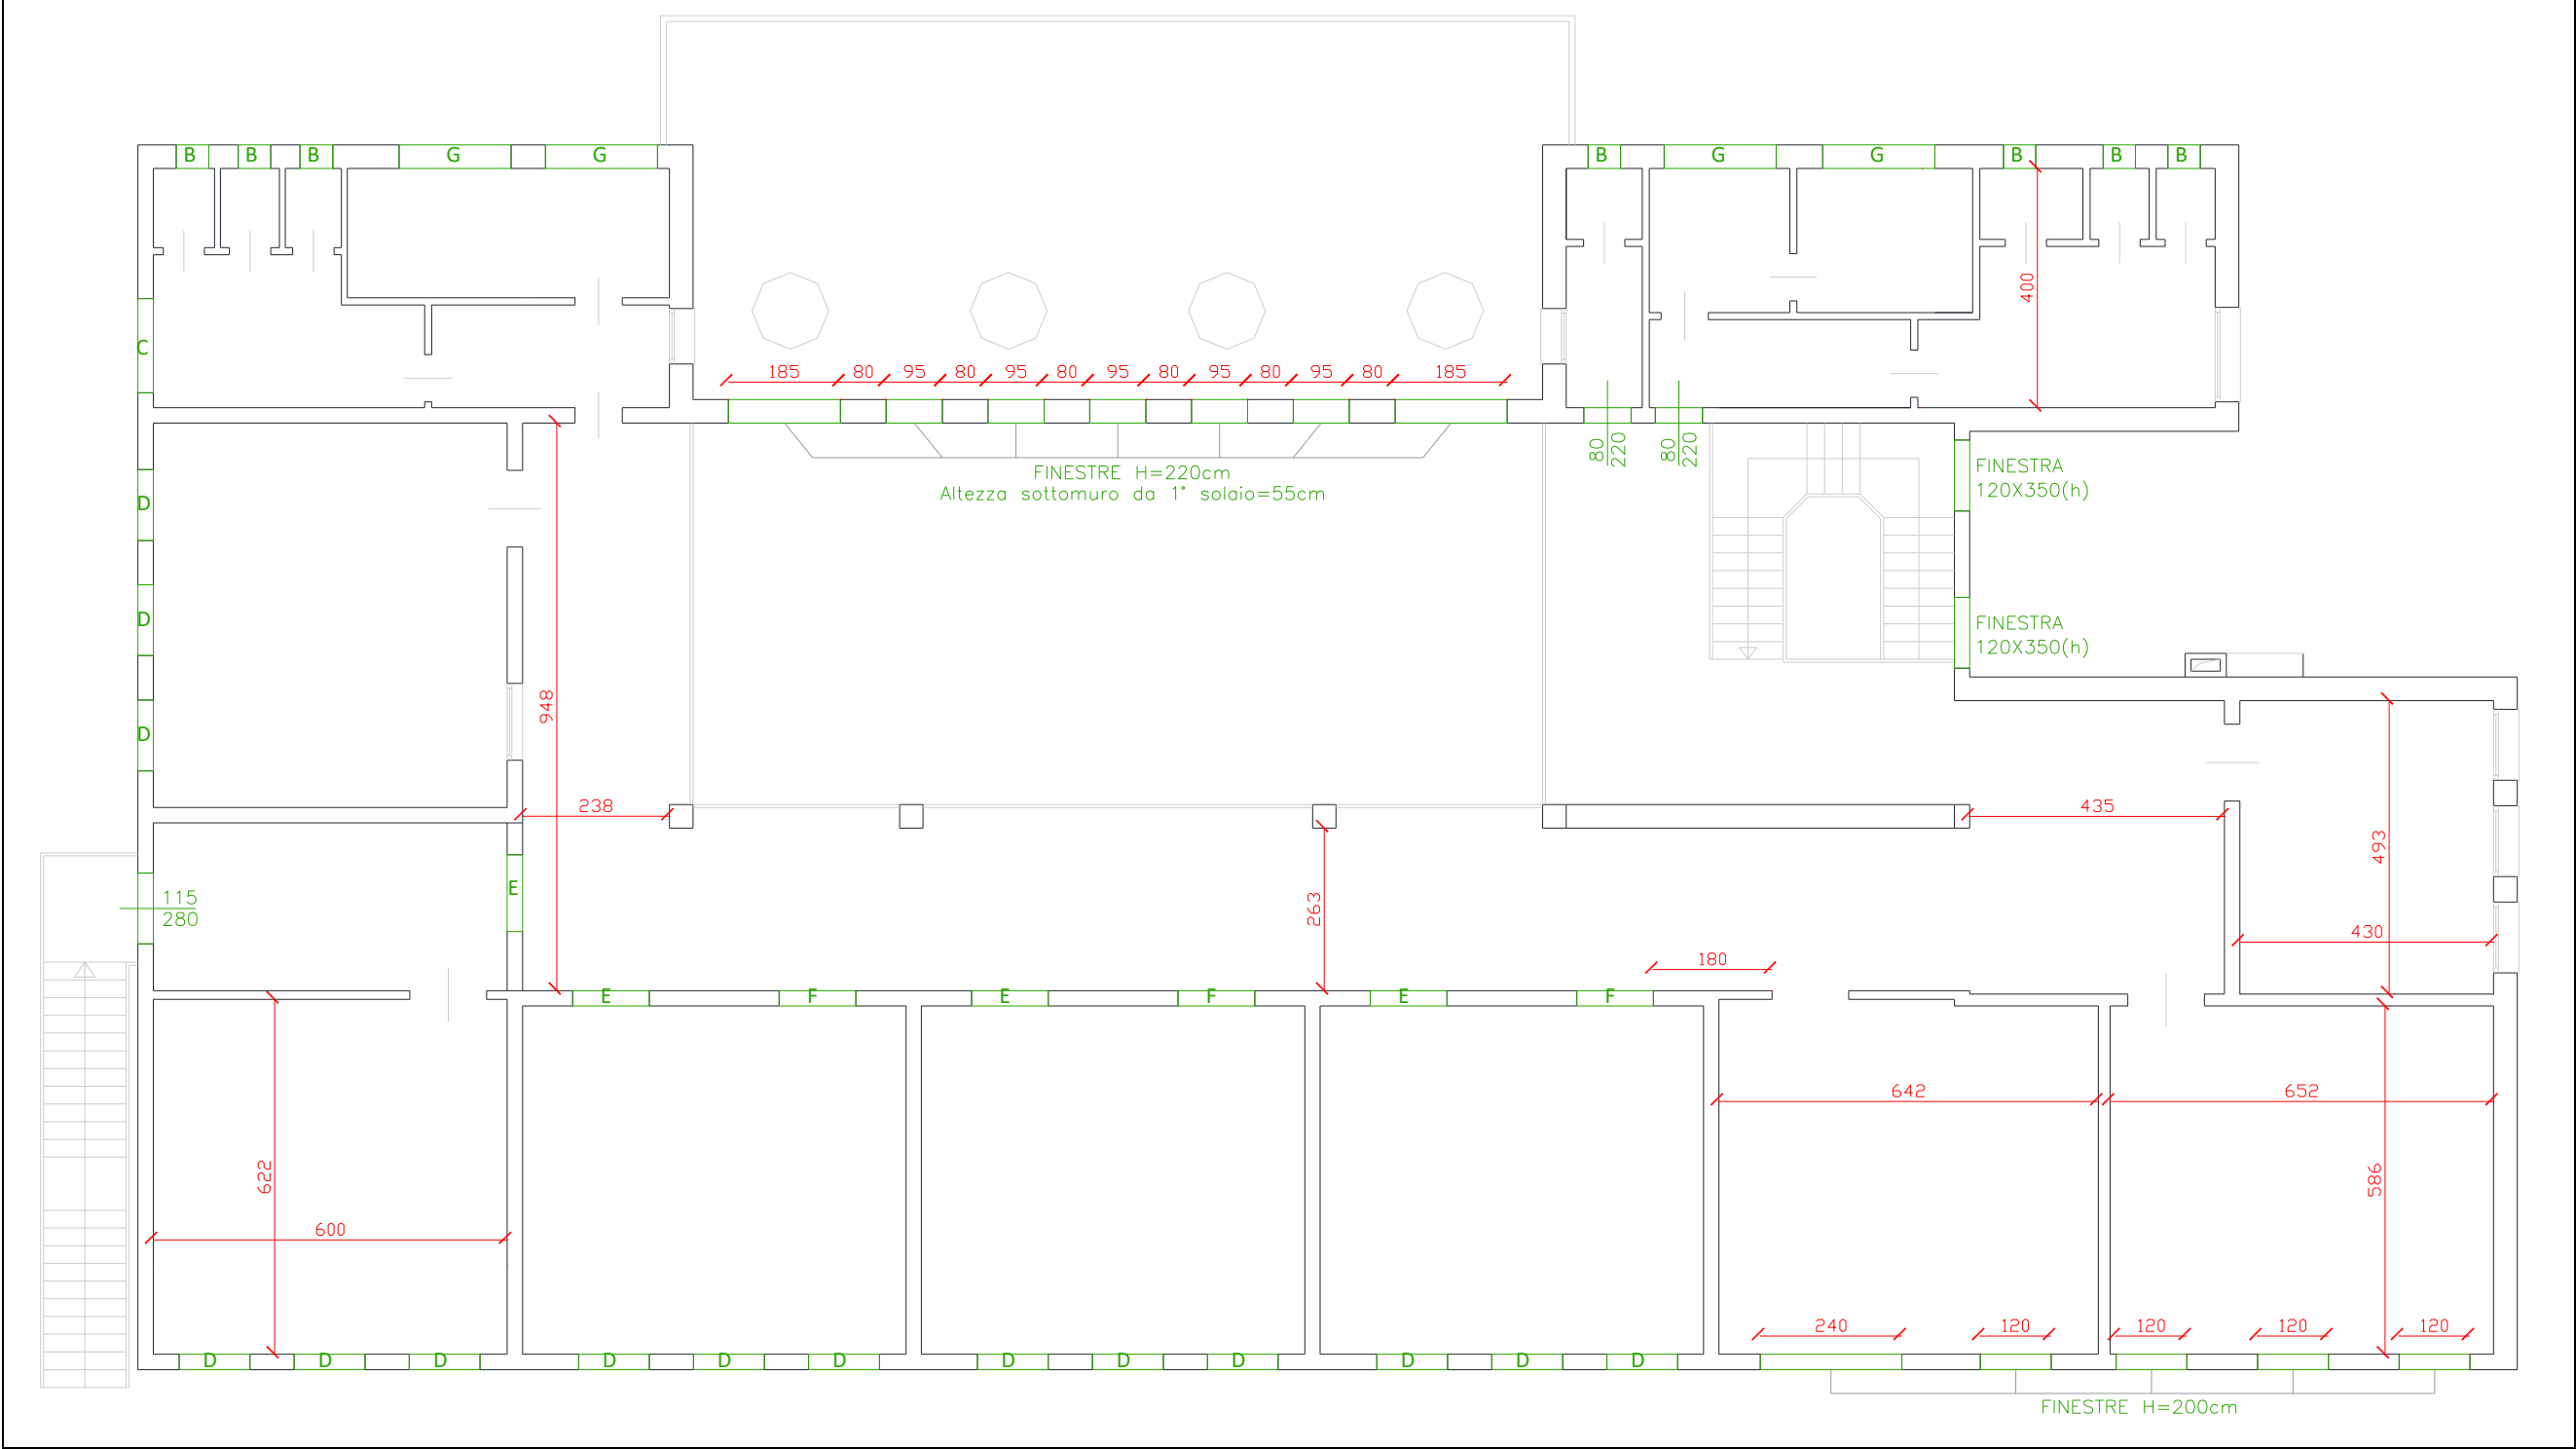 B B B G G B G G B B B
C
400
185 80 95 80 95 80 95 80 95 80 95 80 185
80
220
80
220
FINESTRE H=220cm
Altezza sottomuro da 1° solaio=55cm
FINESTRA
120X350(h)
D
D
FINESTRA
120X350(h)
D
948
238
435
493
E
115
280
263
430
180
E F E F E F
642
652
622
586
600
240 120 120 120 120
D D D D D D D D D D D D
FINESTRE H=200cm